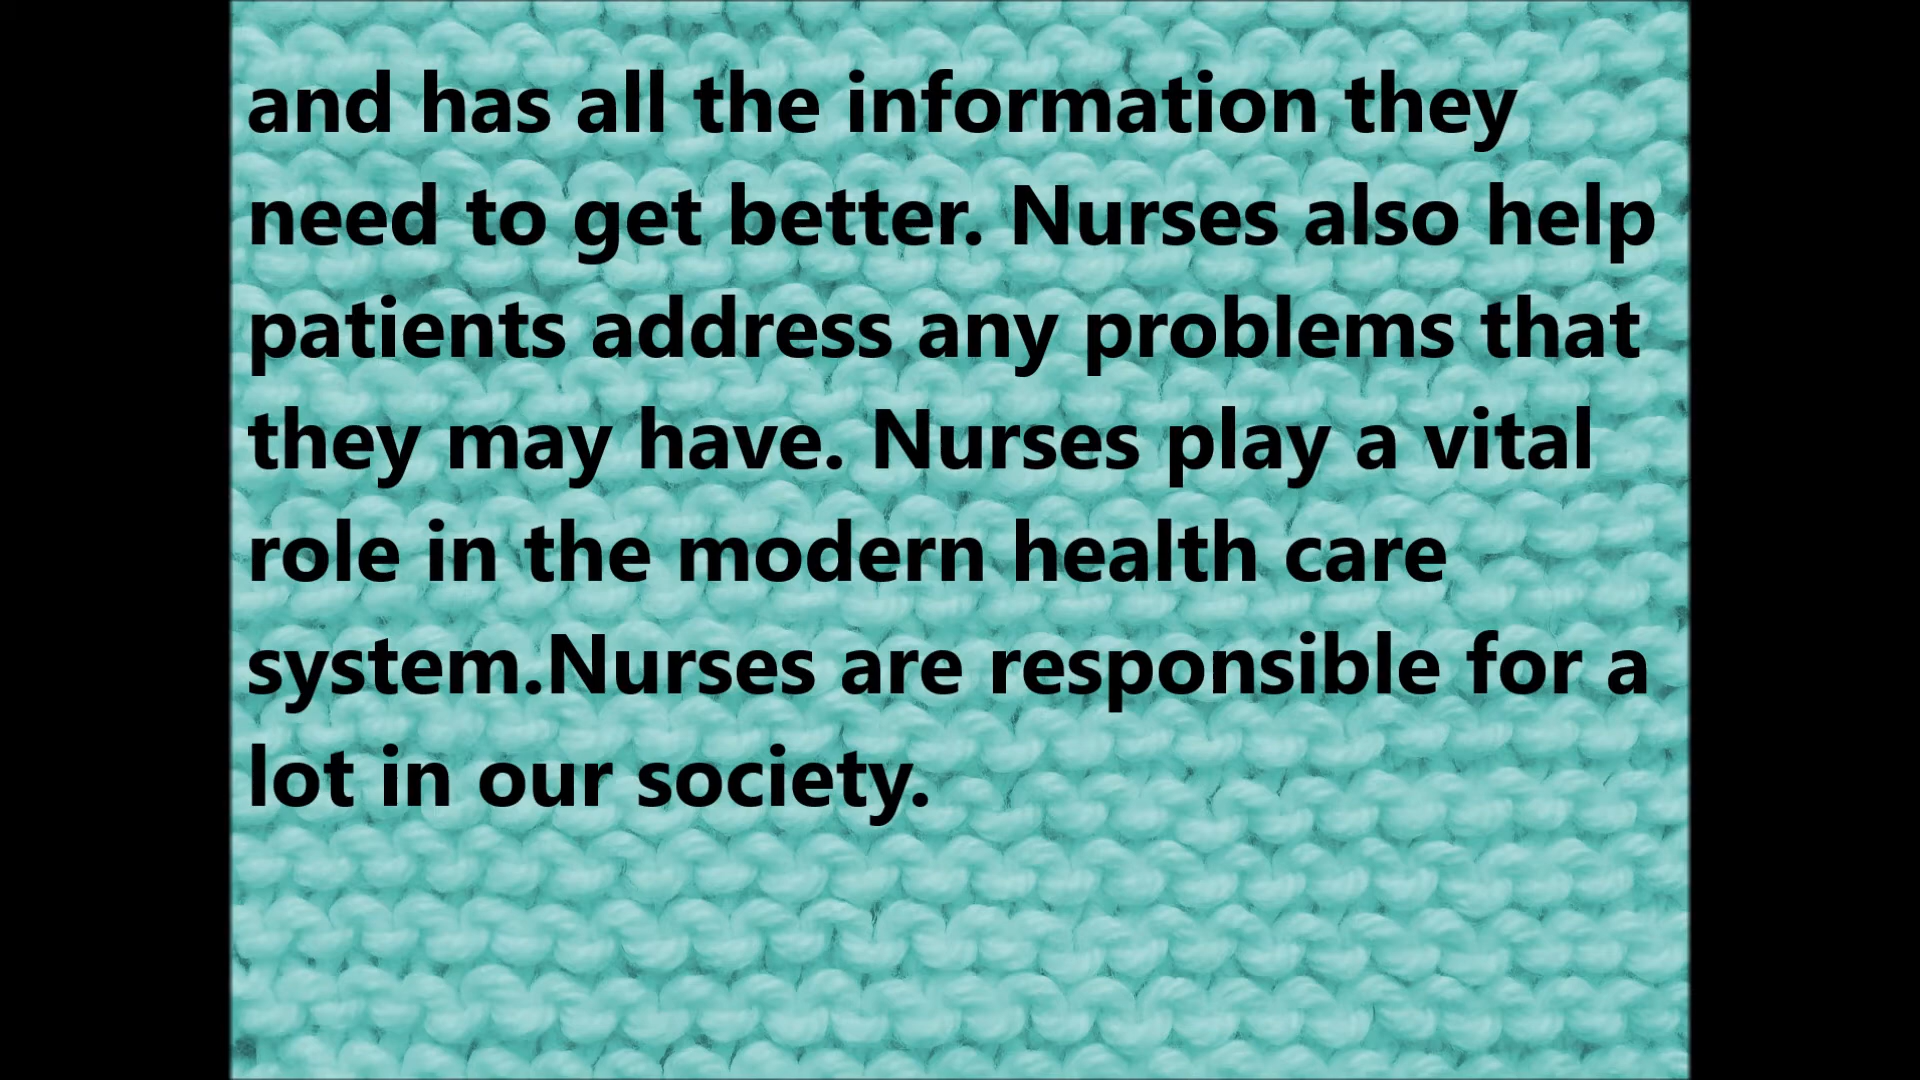 and has all the information they
need to get better. Nurses also help
patients address any problems that
they may have. Nurses play a vital
role in the modern health care
system.Nurses are responsible for a
lot in our society.